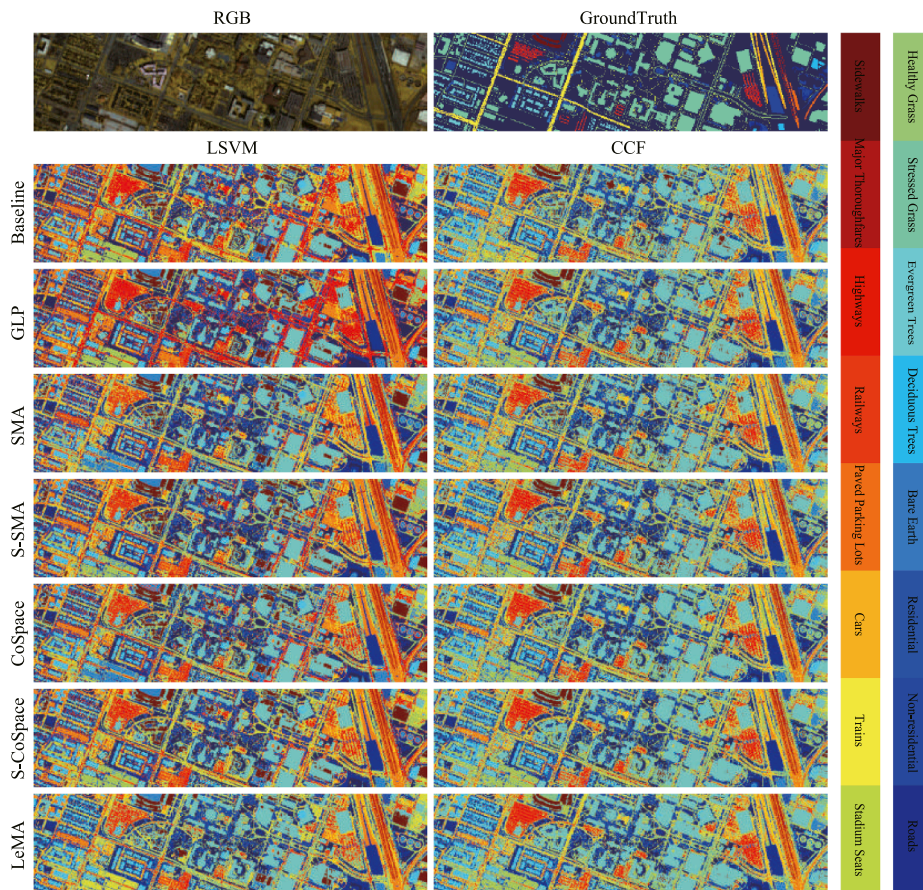 RGB
GroundTruth
LSVM
CCF
Baseline
GLP
SMA
S-SMA
CoSpace
S-CoSpace
LeMA
Sidewalks
Major Thoroughfares
Highways
Railways
Paved Parking Lots
Cars
Trains
Stadium Seats
Healthy Grass
Stressed Grass
Evergreen Trees
Deciduous Trees
Bare Earth
Residential
Non-residential
Roads